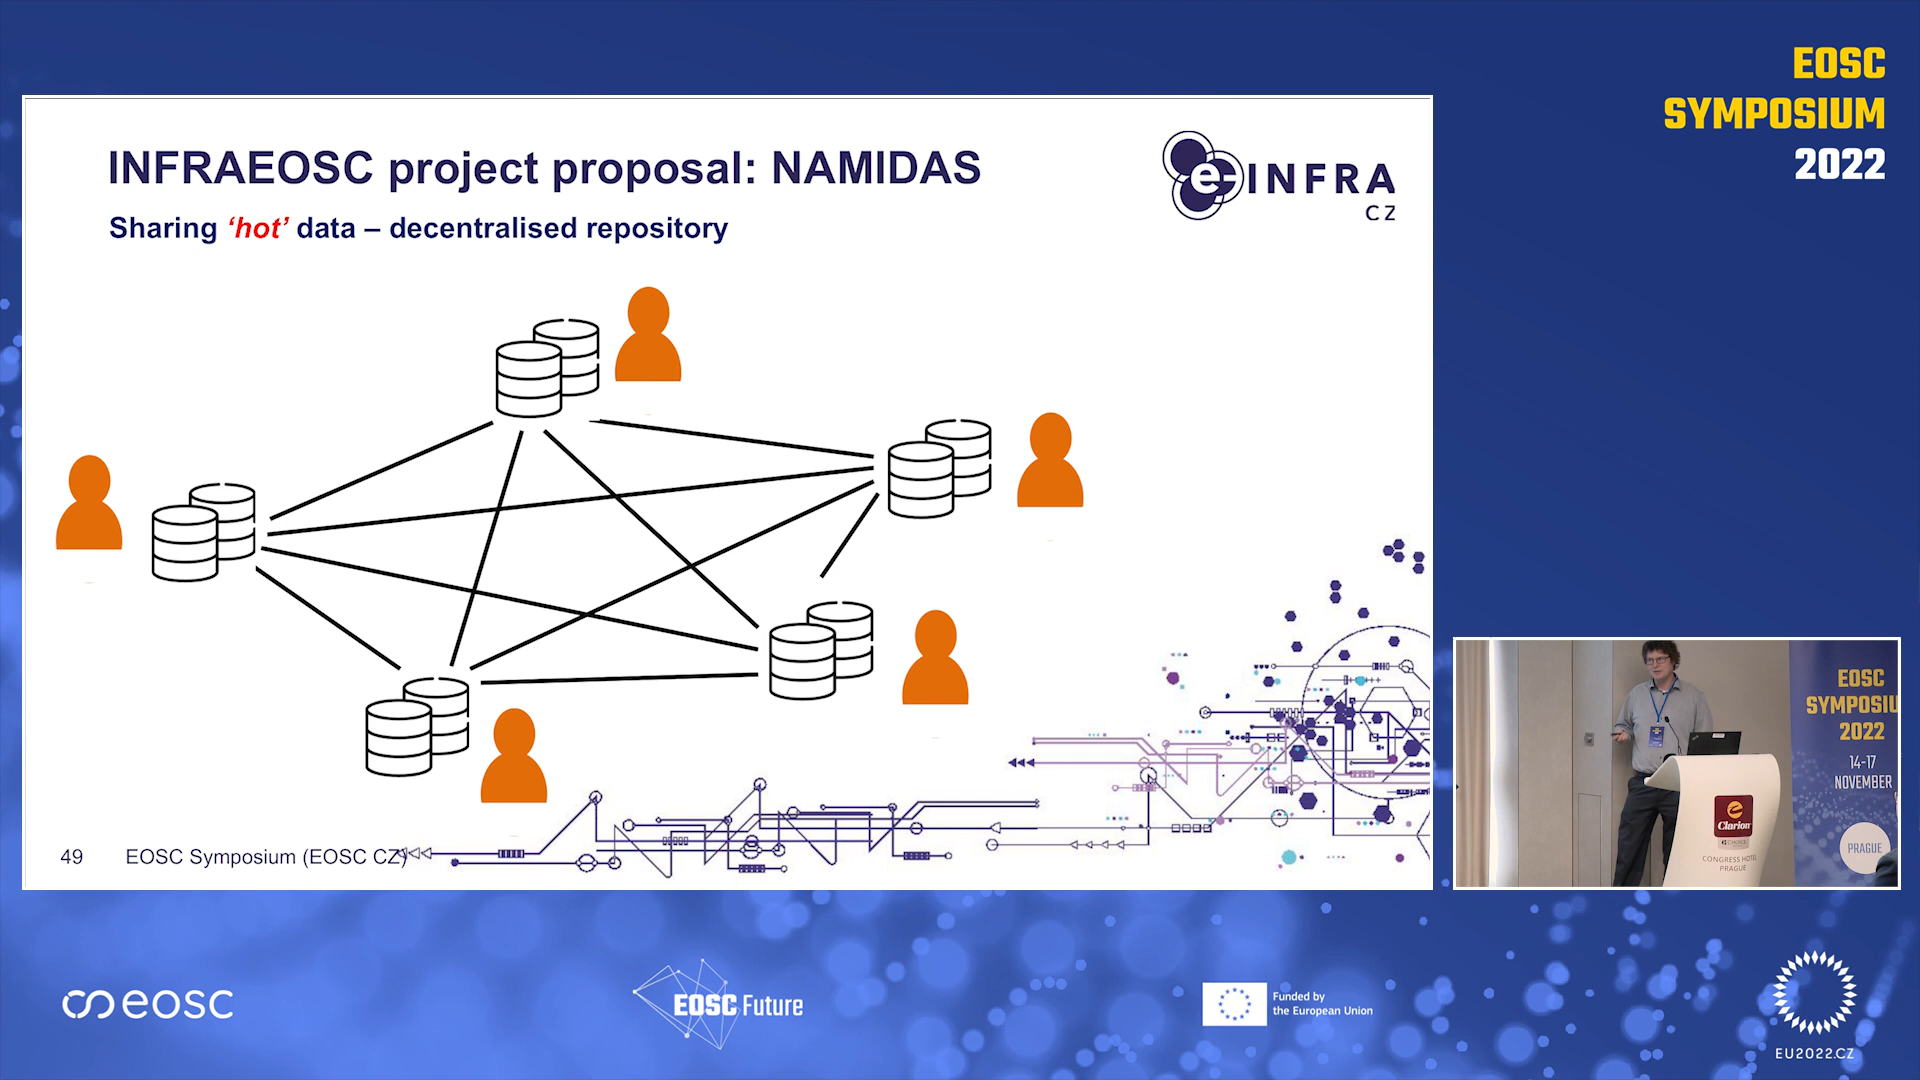 EOSC
SYMPOSIUM
2022
INFRAEOSC project proposal: NAMIDAS
Sharing ‘hot’ data – decentralised repository
e-INFRA
CZ
49 EOSC Symposium (EOSC CZ)
EOSC
SYMPOSIU
2022
14-17
NOVEMBER
PRAGUE
Clarion
CONGRESS HOTEL
PRAGUE
eosc
EOSC Future
Funded by
the European Union
EU2022.CZ